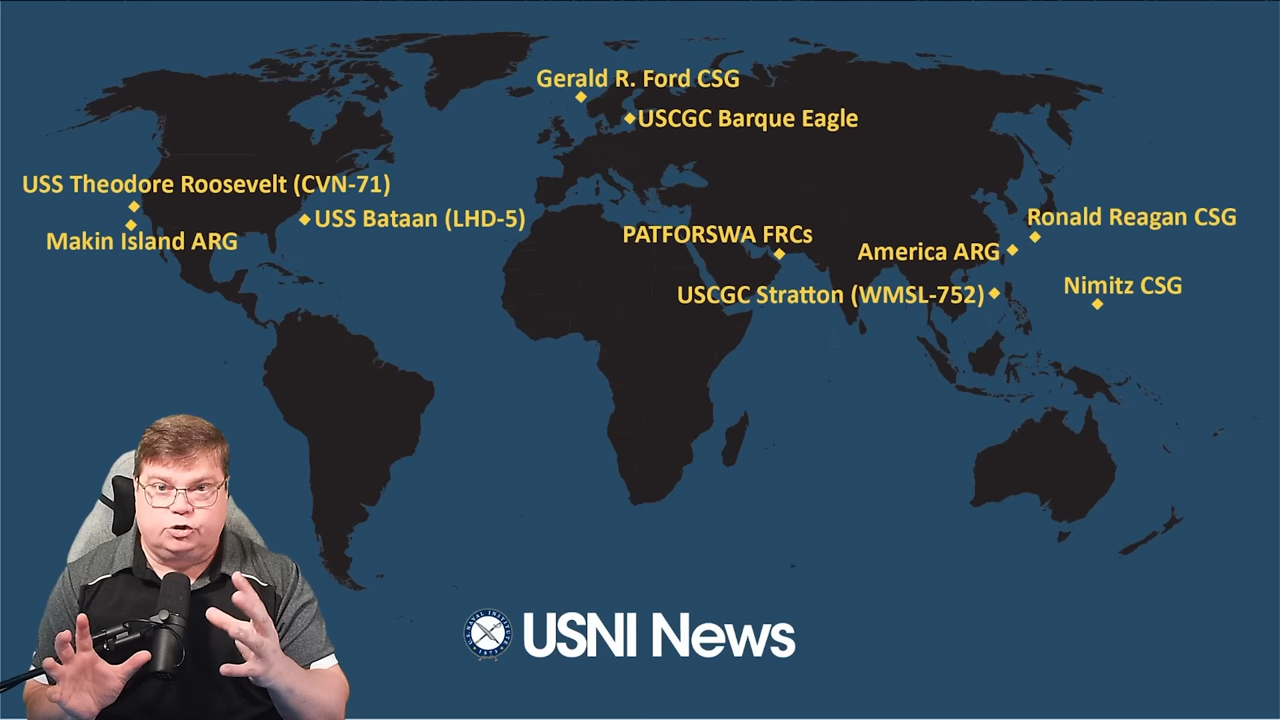 Gerald R. Ford CSG
USCGC Barque Eagle
USS Theodore Roosevelt (CVN-71)
USS Bataan (LHD-5)
Makin Island ARG
PATFORSWA FRCs
Ronald Reagan CSG
America ARG
USCGC Stratton (WMSL-752)
Nimitz CSG
USNI News